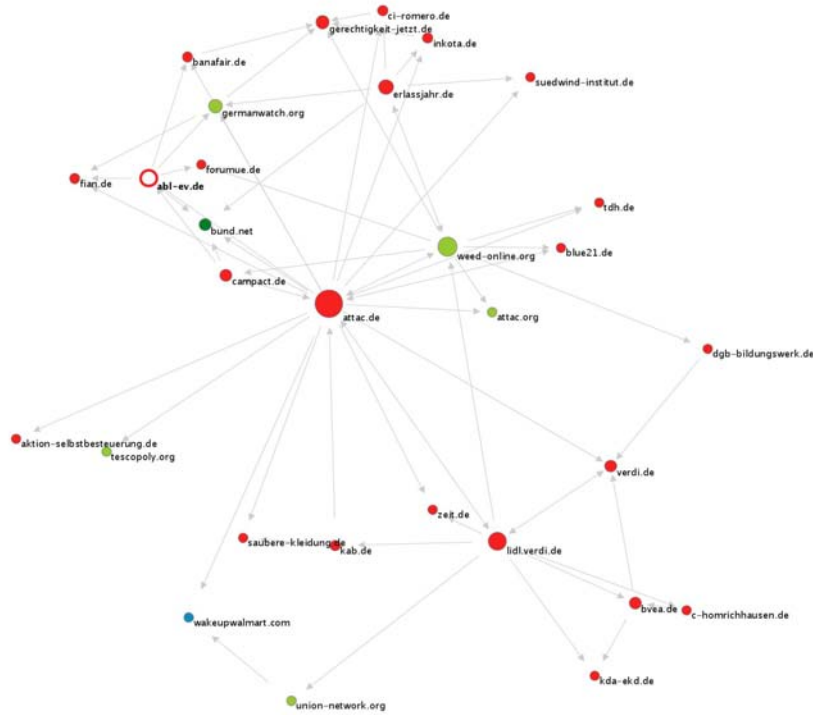 ci-romero.de
gerechtigkeit-jetzt.de
inkota.de
banafair.de
suedwind-institut.de
erlassjahr.de
germanwatch.org
forumue.de
fian.de
abl-ev.de
tdh.de
bund.net
weed-online.org
blue21.de
campact.de
attac.de
attac.org
dgb-bildungswerk.de
aktion-selbstbesteuerung.de
tescopoly.org
verdi.de
zeit.de
saubere-kleidung.de
kab.de
lidl.verdi.de
bvea.de
c-homrichhausen.de
wakeupwalmart.com
kda-ekd.de
union-network.org